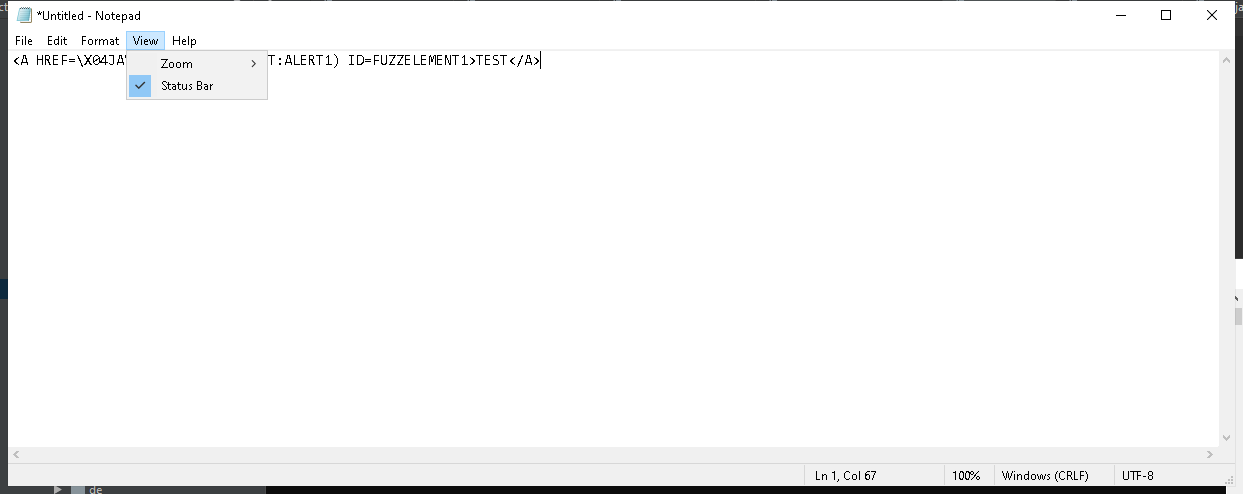 *Untitled - Notepad
File Edit Format View Help
<A HREF=\X04JA T:ALERT1) ID=FUZZELEMENT1>TEST</A>
Zoom
Status Bar
Ln 1, Col 67 100% Windows (CRLF) UTF-8
de